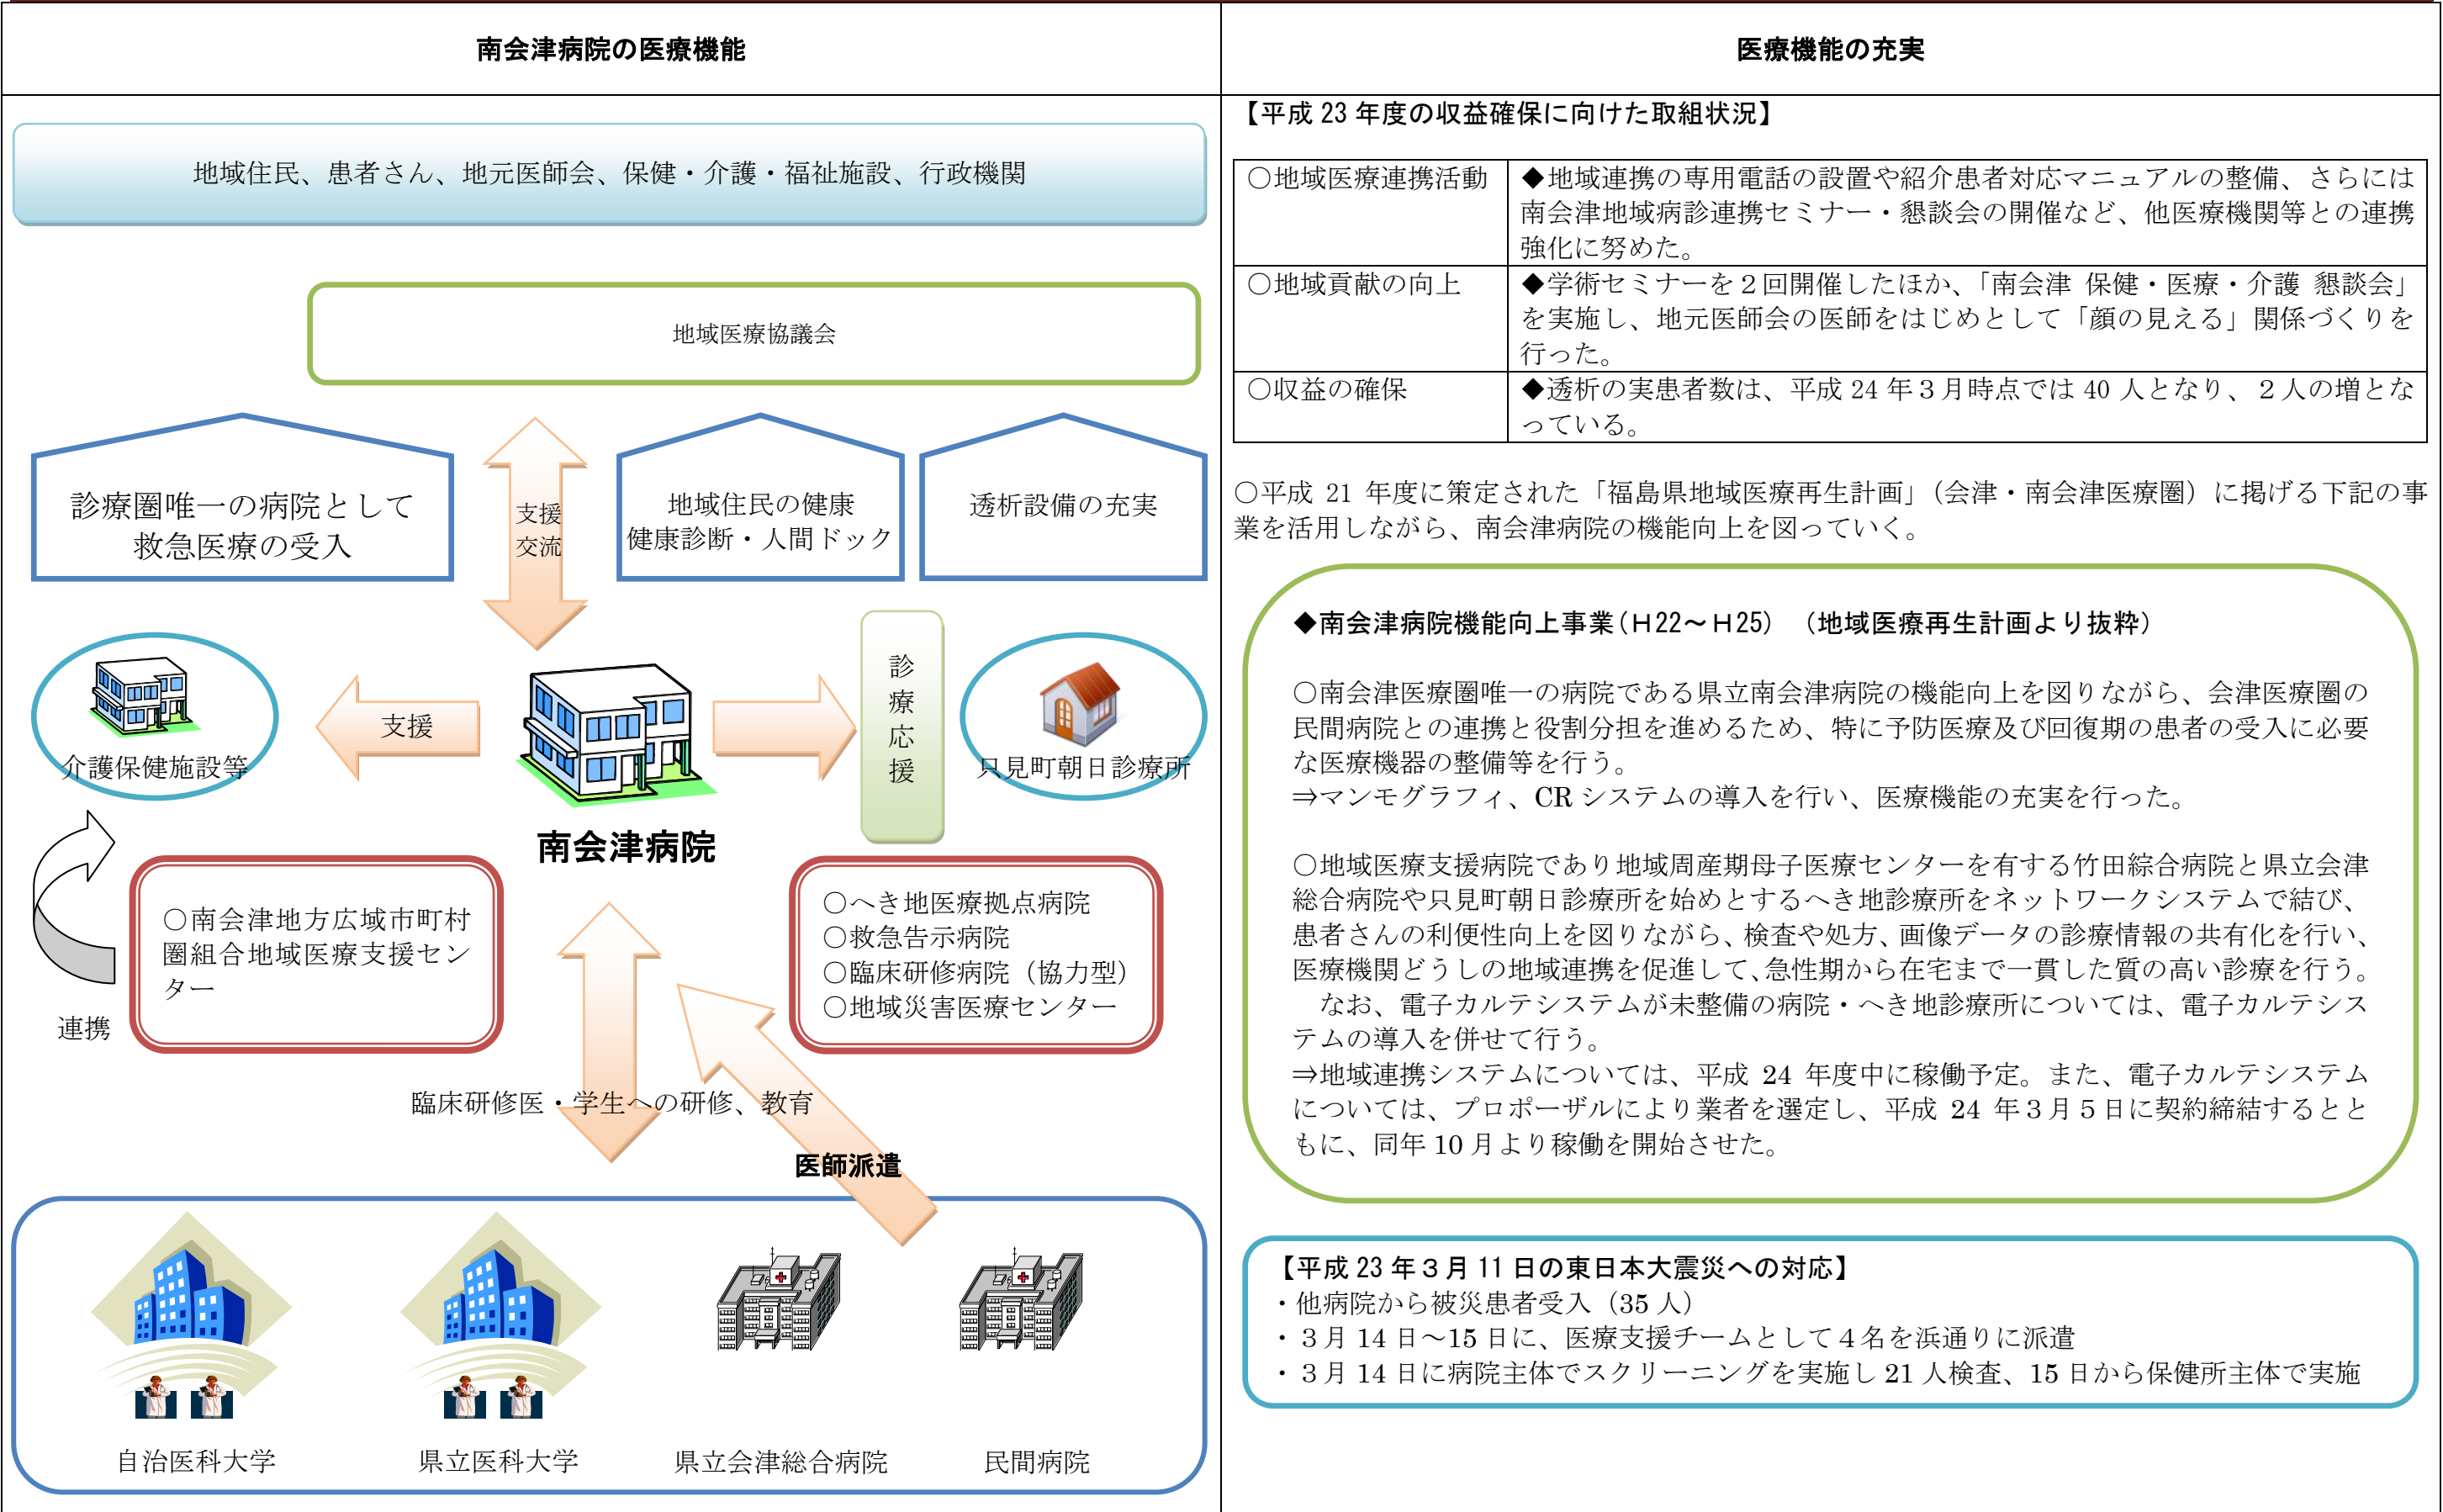 南会津病院の医療機能
地域住民、患者さん、地元医師会、保健・介護・福祉施設、行政機関
地域医療協議会
診療圏唯一の病院として
救急医療の受入
支援
交流
地域住民の健康
健康診断・人間ドック
透析設備の充実
介護保健施設等
支援
南会津病院
診療応援
只見町朝日診療所
連携
○南会津地方広域市町村
圏組合地域医療支援セン
ター
○へき地医療拠点病院
○救急告示病院
○臨床研修病院（協力型）
○地域災害医療センター
臨床研修医・学生への研修、教育
医師派遣
自治医科大学
県立医科大学
県立会津総合病院
民間病院
医療機能の充実
【平成 23 年度の収益確保に向けた取組状況】
○地域医療連携活動
◆地域連携の専用電話の設置や紹介患者対応マニュアルの整備、さらには
南会津地域病診連携セミナー・懇談会の開催など、他医療機関等との連携
強化に努めた。
○地域貢献の向上
◆学術セミナーを２回開催したほか、「南会津 保健・医療・介護 懇談会」
を実施し、地元医師会の医師をはじめとして「顔の見える」関係づくりを
行った。
○収益の確保
◆透析の実患者数は、平成 24 年３月時点では 40 人となり、２人の増とな
っている。
○平成 21 年度に策定された「福島県地域医療再生計画」（会津・南会津医療圏）に掲げる下記の事
業を活用しながら、南会津病院の機能向上を図っていく。
◆南会津病院機能向上事業（Ｈ22～Ｈ25）（地域医療再生計画より抜粋）
○南会津医療圏唯一の病院である県立南会津病院の機能向上を図りながら、会津医療圏の
民間病院との連携と役割分担を進めるため、特に予防医療及び回復期の患者の受入に必要
な医療機器の整備等を行う。
⇒マンモグラフィ、CR システムの導入を行い、医療機能の充実を行った。
○地域医療支援病院であり地域周産期母子医療センターを有する竹田綜合病院と県立会津
総合病院や只見町朝日診療所を始めとするへき地診療所をネットワークシステムで結び、
患者さんの利便性向上を図りながら、検査や処方、画像データの診療情報の共有化を行い、
医療機関どうしの地域連携を促進して、急性期から在宅まで一貫した質の高い診療を行う。
　なお、電子カルテシステムが未整備の病院・へき地診療所については、電子カルテシス
テムの導入を併せて行う。
⇒地域連携システムについては、平成 24 年度中に稼働予定。また、電子カルテシステム
については、プロポーザルにより業者を選定し、平成 24 年３月５日に契約締結するとと
もに、同年 10 月より稼働を開始させた。
【平成 23 年３月 11 日の東日本大震災への対応】
・他病院から被災患者受入（35 人）
・３月 14 日～15 日に、医療支援チームとして４名を浜通りに派遣
・３月 14 日に病院主体でスクリーニングを実施し 21 人検査、15 日から保健所主体で実施